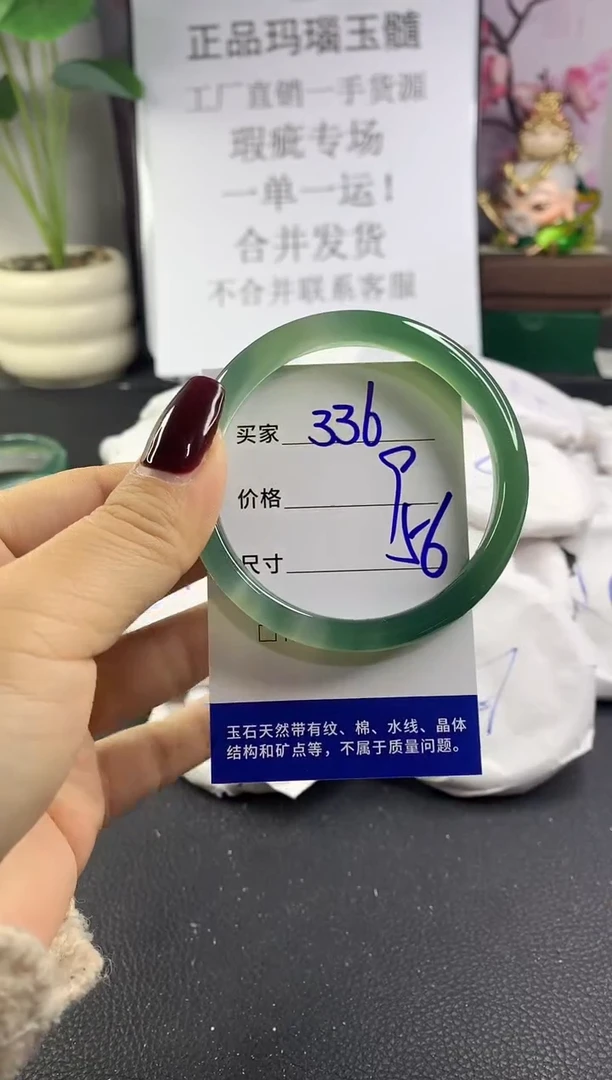 正品玛瑙玉髓
工厂直销一手货源
瑕疵专场
一单一运！
合并发货
不合并联系客服
买家 336
价格
尺寸 56
玉石天然带有纹、棉、水线、晶体
结构和矿点等，不属于质量问题。